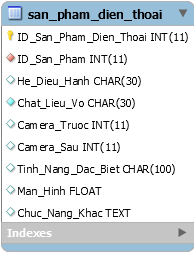 san_pham_dien_thoai
ID_San_Pham_Dien_Thoai INT(11)
ID_San_Pham INT(11)
He_Dieu_Hanh CHAR(30)
Chat_Lieu_Vo CHAR(30)
Camera_Truoc INT(11)
Camera_Sau INT(11)
Tinh_Nang_Dac_Biet CHAR(100)
Man_Hinh FLOAT
Chuc_Nang_Khac TEXT
Indexes